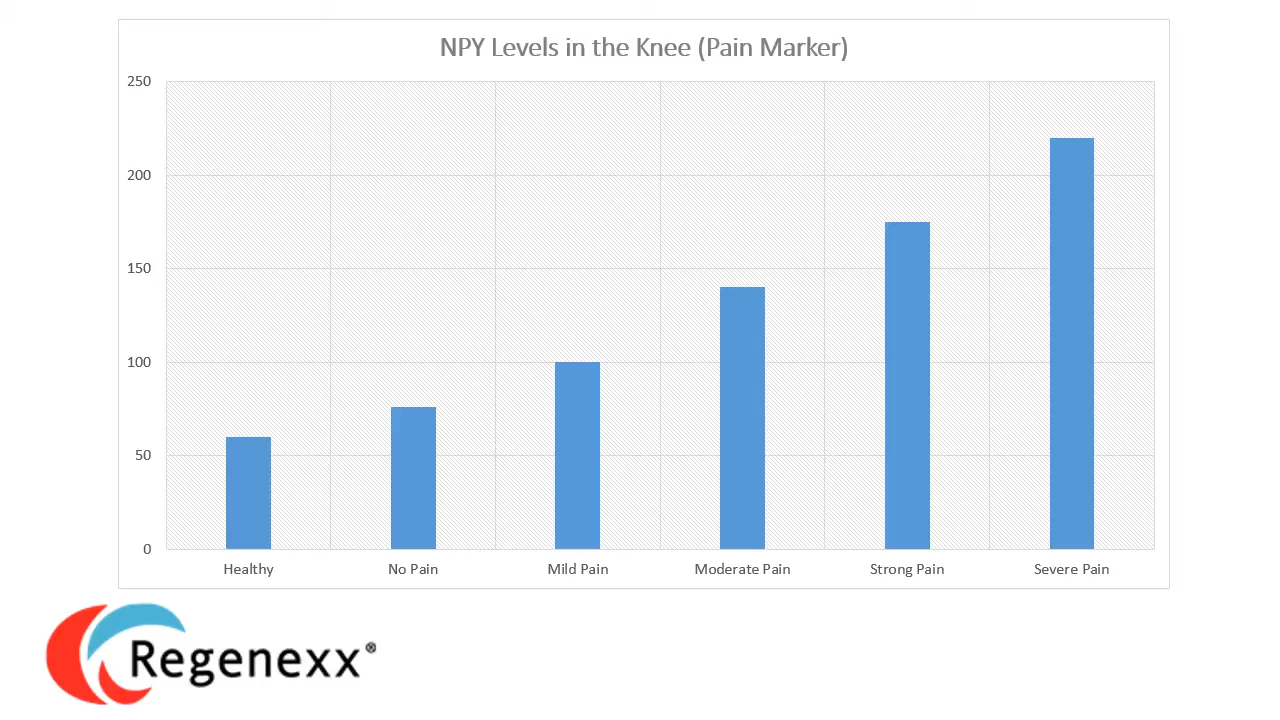 NPY Levels in the Knee (Pain Marker)
250
200
150
100
50
0
Healthy No Pain Mild Pain Moderate Pain Strong Pain Severe Pain
Regenexx®